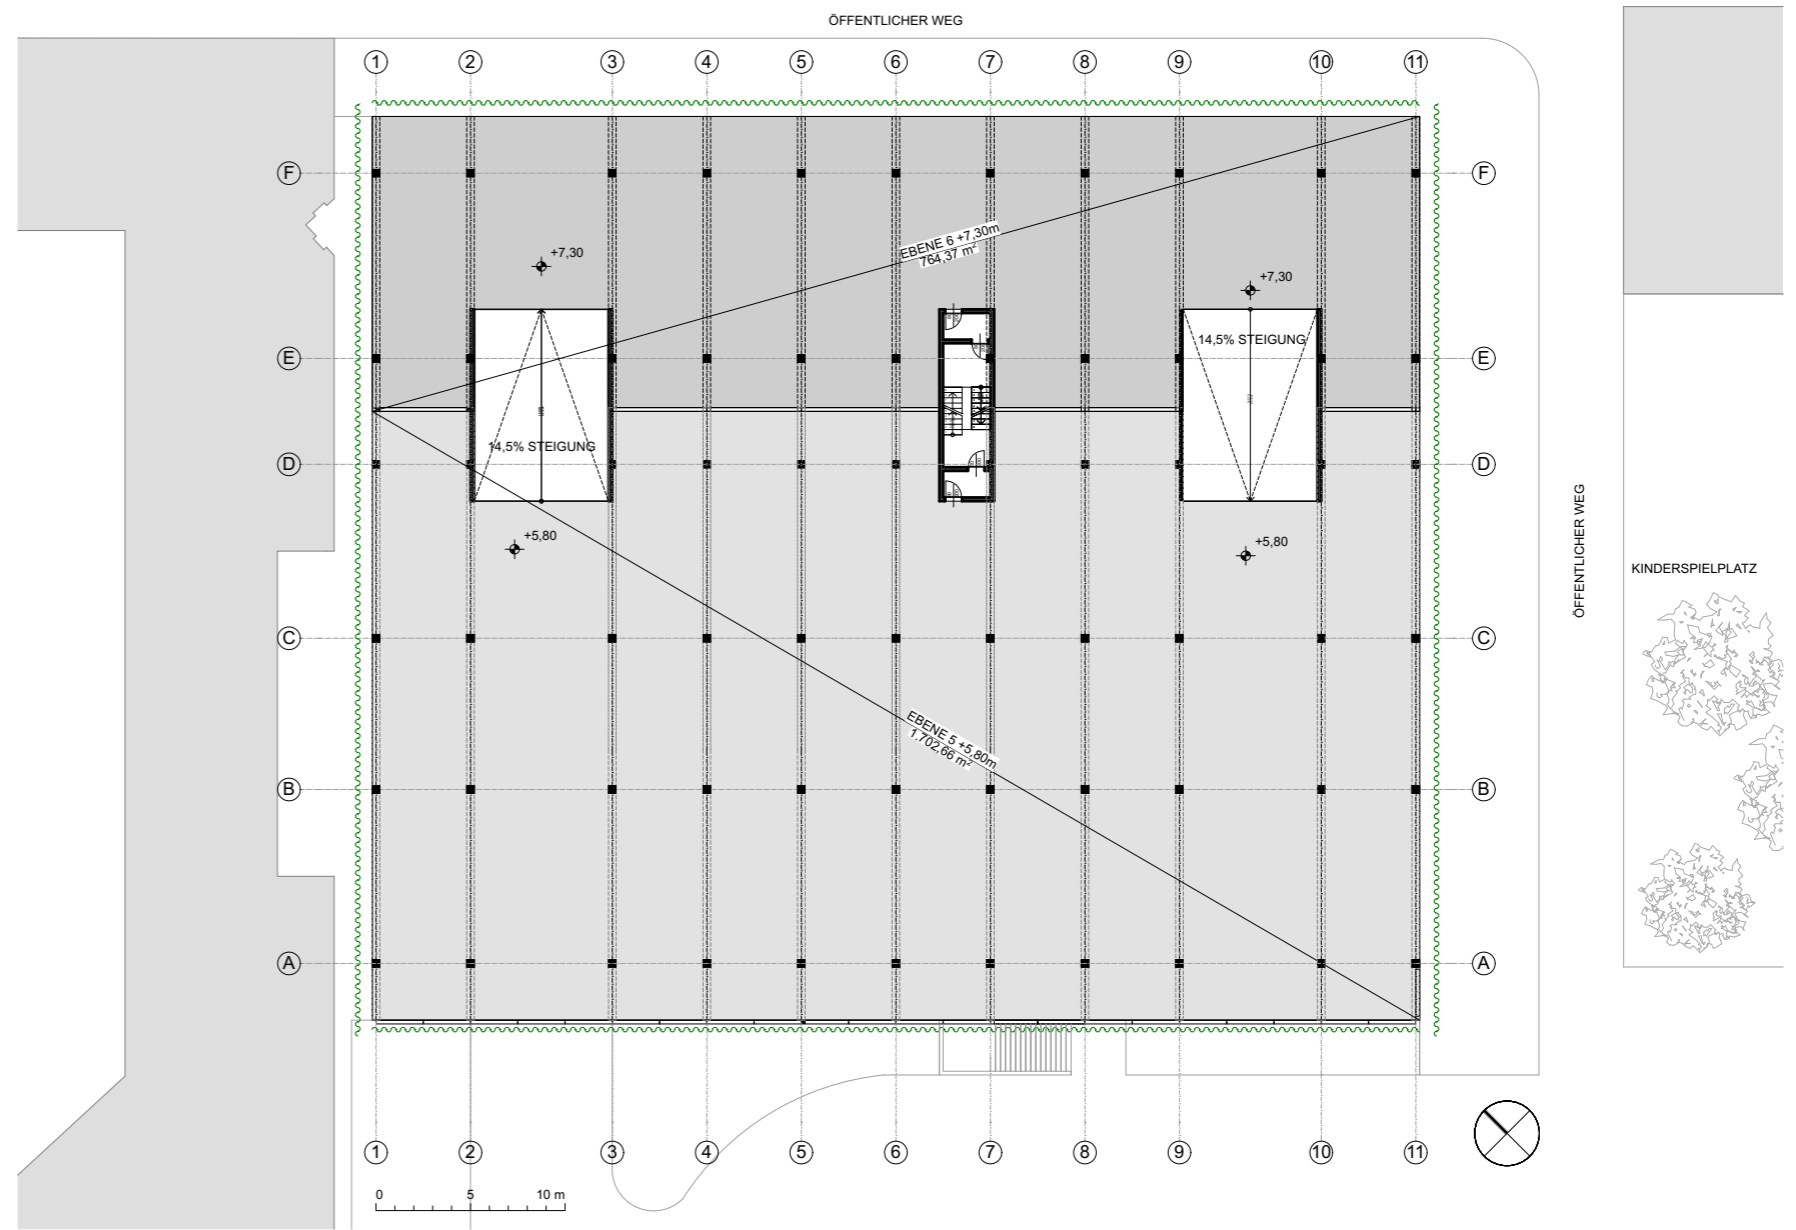 ÖFFENTLICHER WEG
1 2 3 4 5 6 7 8 9 10 11
F F
+7,30
EBENE 6 +7,30m
764,37 m²
+7,30
14,5% STEIGUNG
E E
14,5% STEIGUNG
D D
+5,80
+5,80
ÖFFENTLICHER WEG
KINDERSPIELPLATZ
C C
EBENE 5 +5,80m
1.702,66 m²
B B
A A
1 2 3 4 5 6 7 8 9 10 11
0 5 10 m